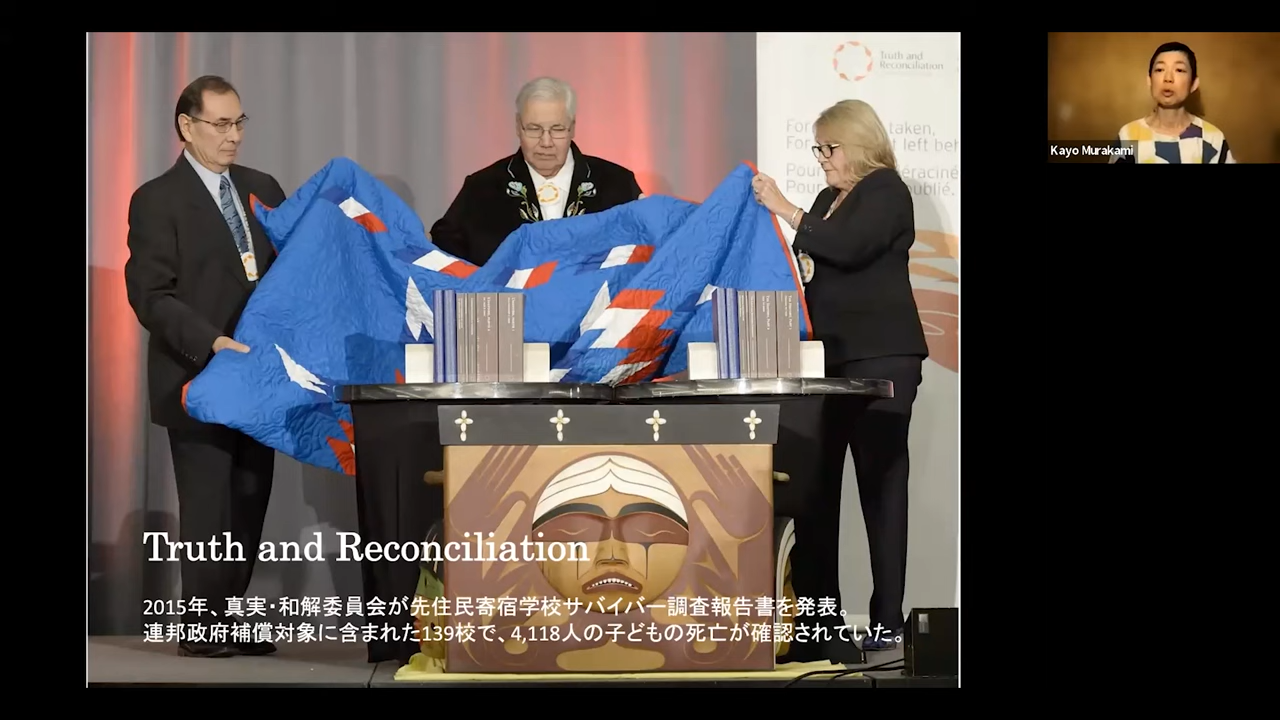 Truth and
Reconciliation
For taken,
For left
Pour
Pour oublié.
Kayo Murakami
Truth and Reconciliation
2015年、真実・和解委員会が先住民寄宿学校サバイバー調査報告書を発表。
連邦政府補償対象に含まれた139校で、4,118人の子どもの死亡が確認されていた。